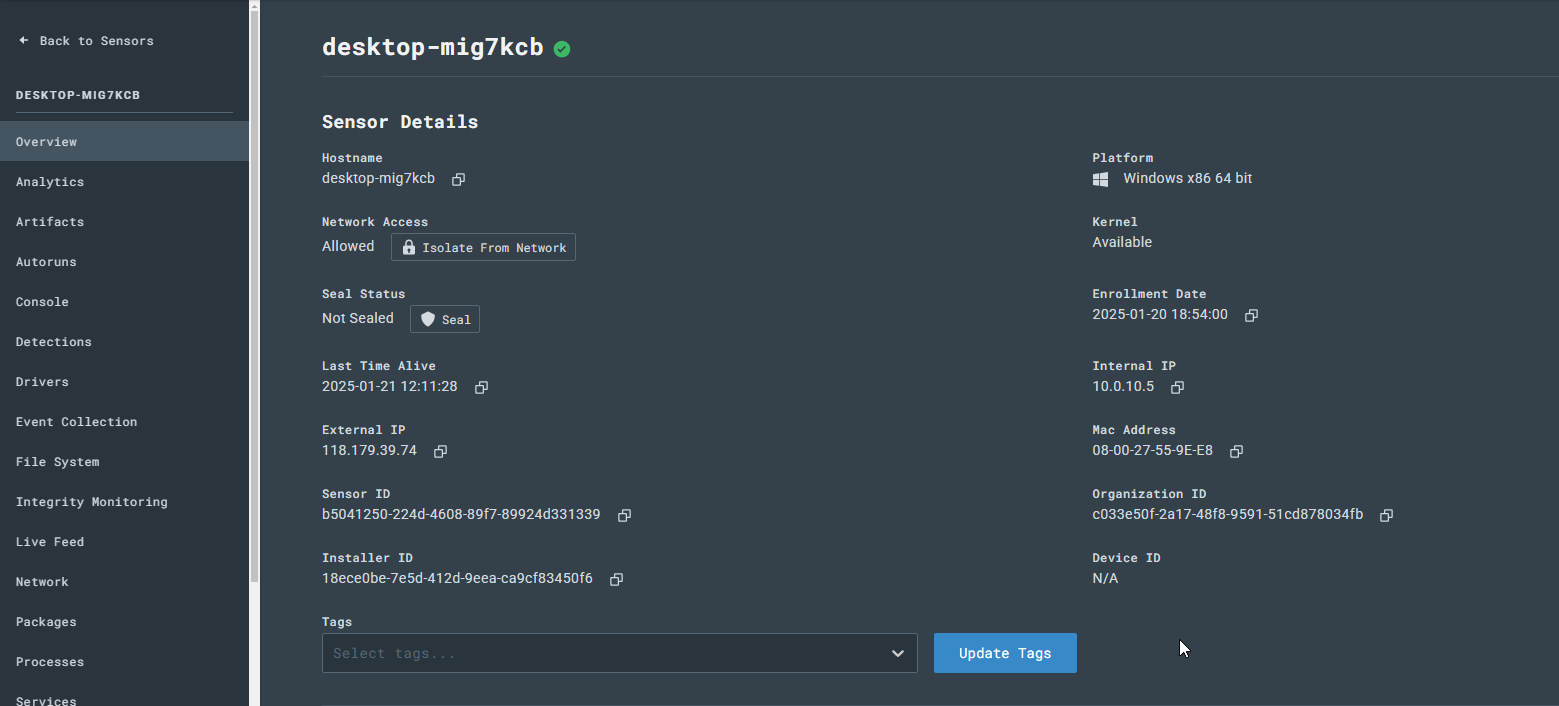 Back to Sensors
DESKTOP-MIG7KCB
Overview
Analytics
Artifacts
Autoruns
Console
Detections
Drivers
Event Collection
File System
Integrity Monitoring
Live Feed
Network
Packages
Processes
Services
desktop-mig7kcb
Sensor Details
Hostname
desktop-mig7kcb
Platform
Windows x86 64 bit
Network Access
Allowed Isolate From Network
Kernel
Available
Seal Status
Not Sealed Seal
Enrollment Date
2025-01-20 18:54:00
Last Time Alive
2025-01-21 12:11:28
Internal IP
10.0.10.5
External IP
118.179.39.74
Mac Address
08-00-27-55-9E-E8
Sensor ID
b5041250-224d-4608-89f7-89924d331339
Organization ID
c033e50f-2a17-48f8-9591-51cd878034fb
Installer ID
18ece0be-7e5d-412d-9eea-ca9cf83450f6
Device ID
N/A
Tags
Select tags...
Update Tags